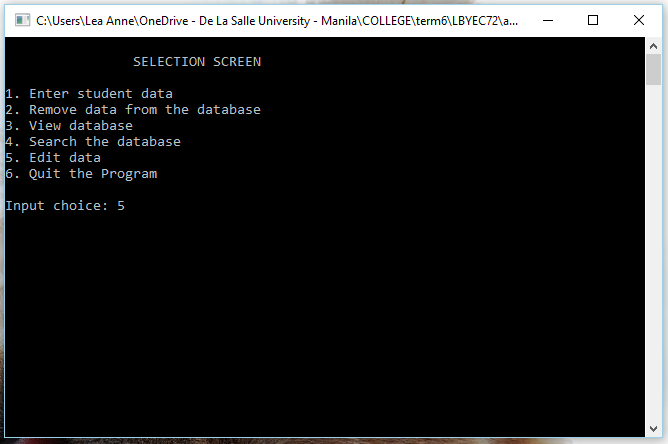 C:\Users\Lea Anne\OneDrive - De La Salle University - Manila\COLLEGE\term6\LBYEC72\a...
SELECTION SCREEN
1. Enter student data
2. Remove data from the database
3. View database
4. Search the database
5. Edit data
6. Quit the Program
Input choice: 5